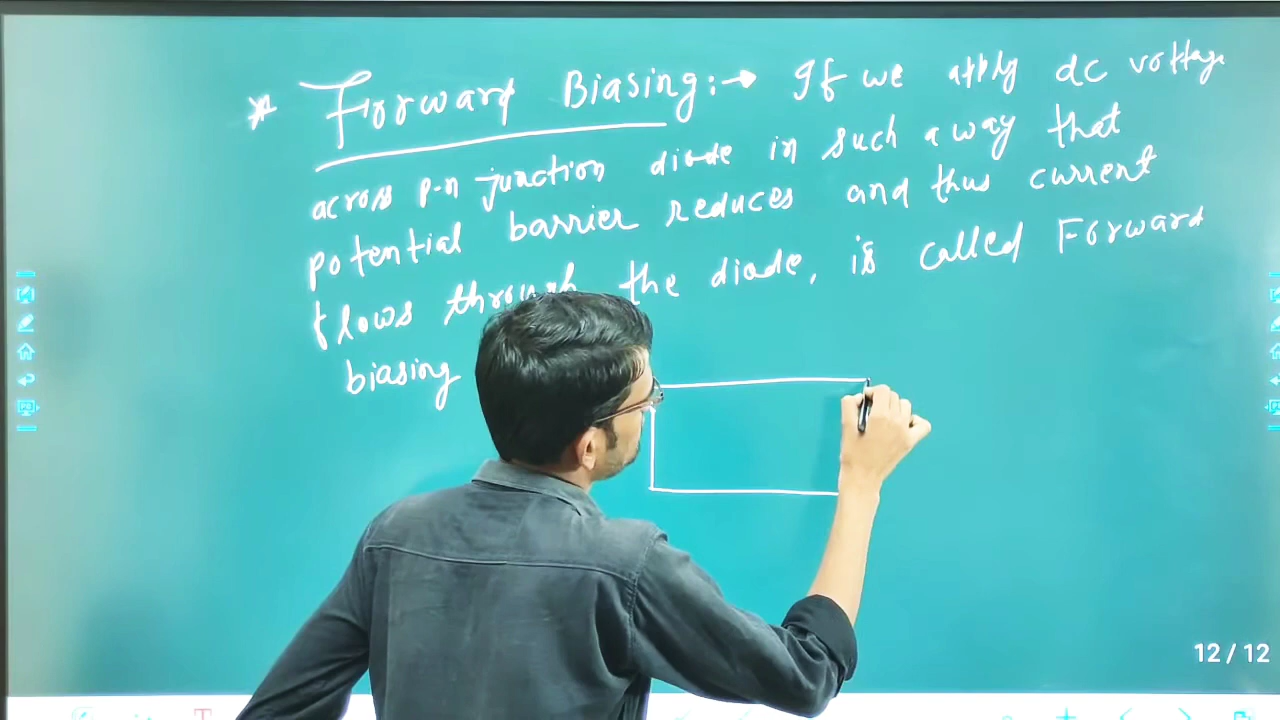 * Forward Biasing:→ If we apply dc voltage
across p-n junction diode in such a way that
potential barrier reduces and thus current
flows through the diode, is called Forward
biasing
12 / 12